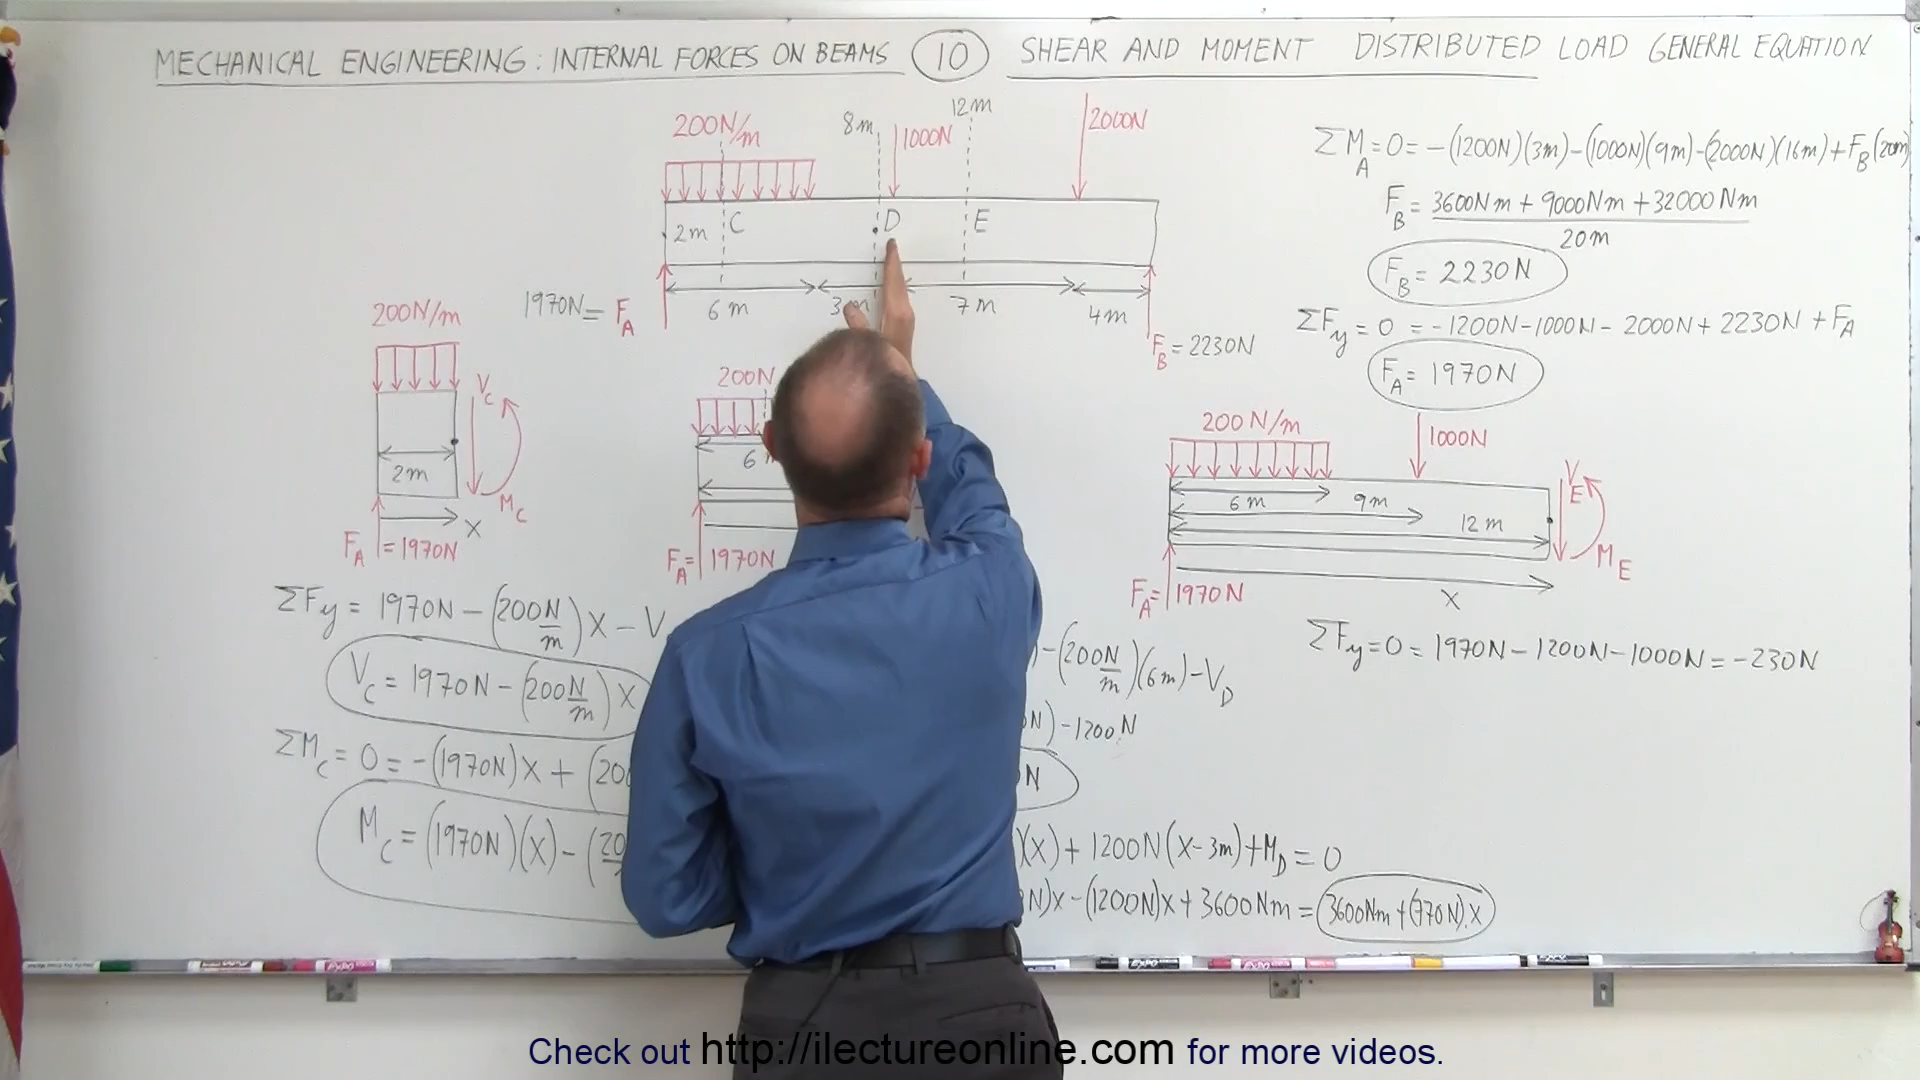 MECHANICAL ENGINEERING: INTERNAL FORCES ON BEAMS 10 SHEAR AND MOMENT DISTRIBUTED LOAD GENERAL EQUATION
200N/m
8m
1000N
12m
2000N
2m C
D
E
1970N = F_A
6m
3m
7m
4m
F_B = 2230N
ΣM_A = 0 = -(1200N)(3m) - (1000N)(9m) - (2000N)(16m) + F_B(20m)
F_B = 3600Nm + 9000Nm + 32000Nm
20m
F_B = 2230N
ΣF_y = 0 = -1200N - 1000N - 2000N + 2230N + F_A
F_A = 1970N
200N/m
V_C
2m
M_C
X
F_A = 1970N
ΣF_y = 1970N - (200N/m)X - V
V_C = 1970N - (200N/m)X
ΣM_C = 0 = -(1970N)X + (20
M_C = (1970N)(X) - (20
200N
6
F_A = 1970N
) - (200N/m)(6m) - V_D
N) - 1200N
N
)(X) + 1200N(X-3m) + M_D = 0
N)X - (1200N)X + 3600Nm = 3600Nm + (770N).X
200N/m
1000N
6m
9m
12m
V_E
M_E
F_A = 1970N
X
ΣF_y = 0 = 1970N - 1200N - 1000N = -230N
Check out http://ilectureonline.com for more videos.